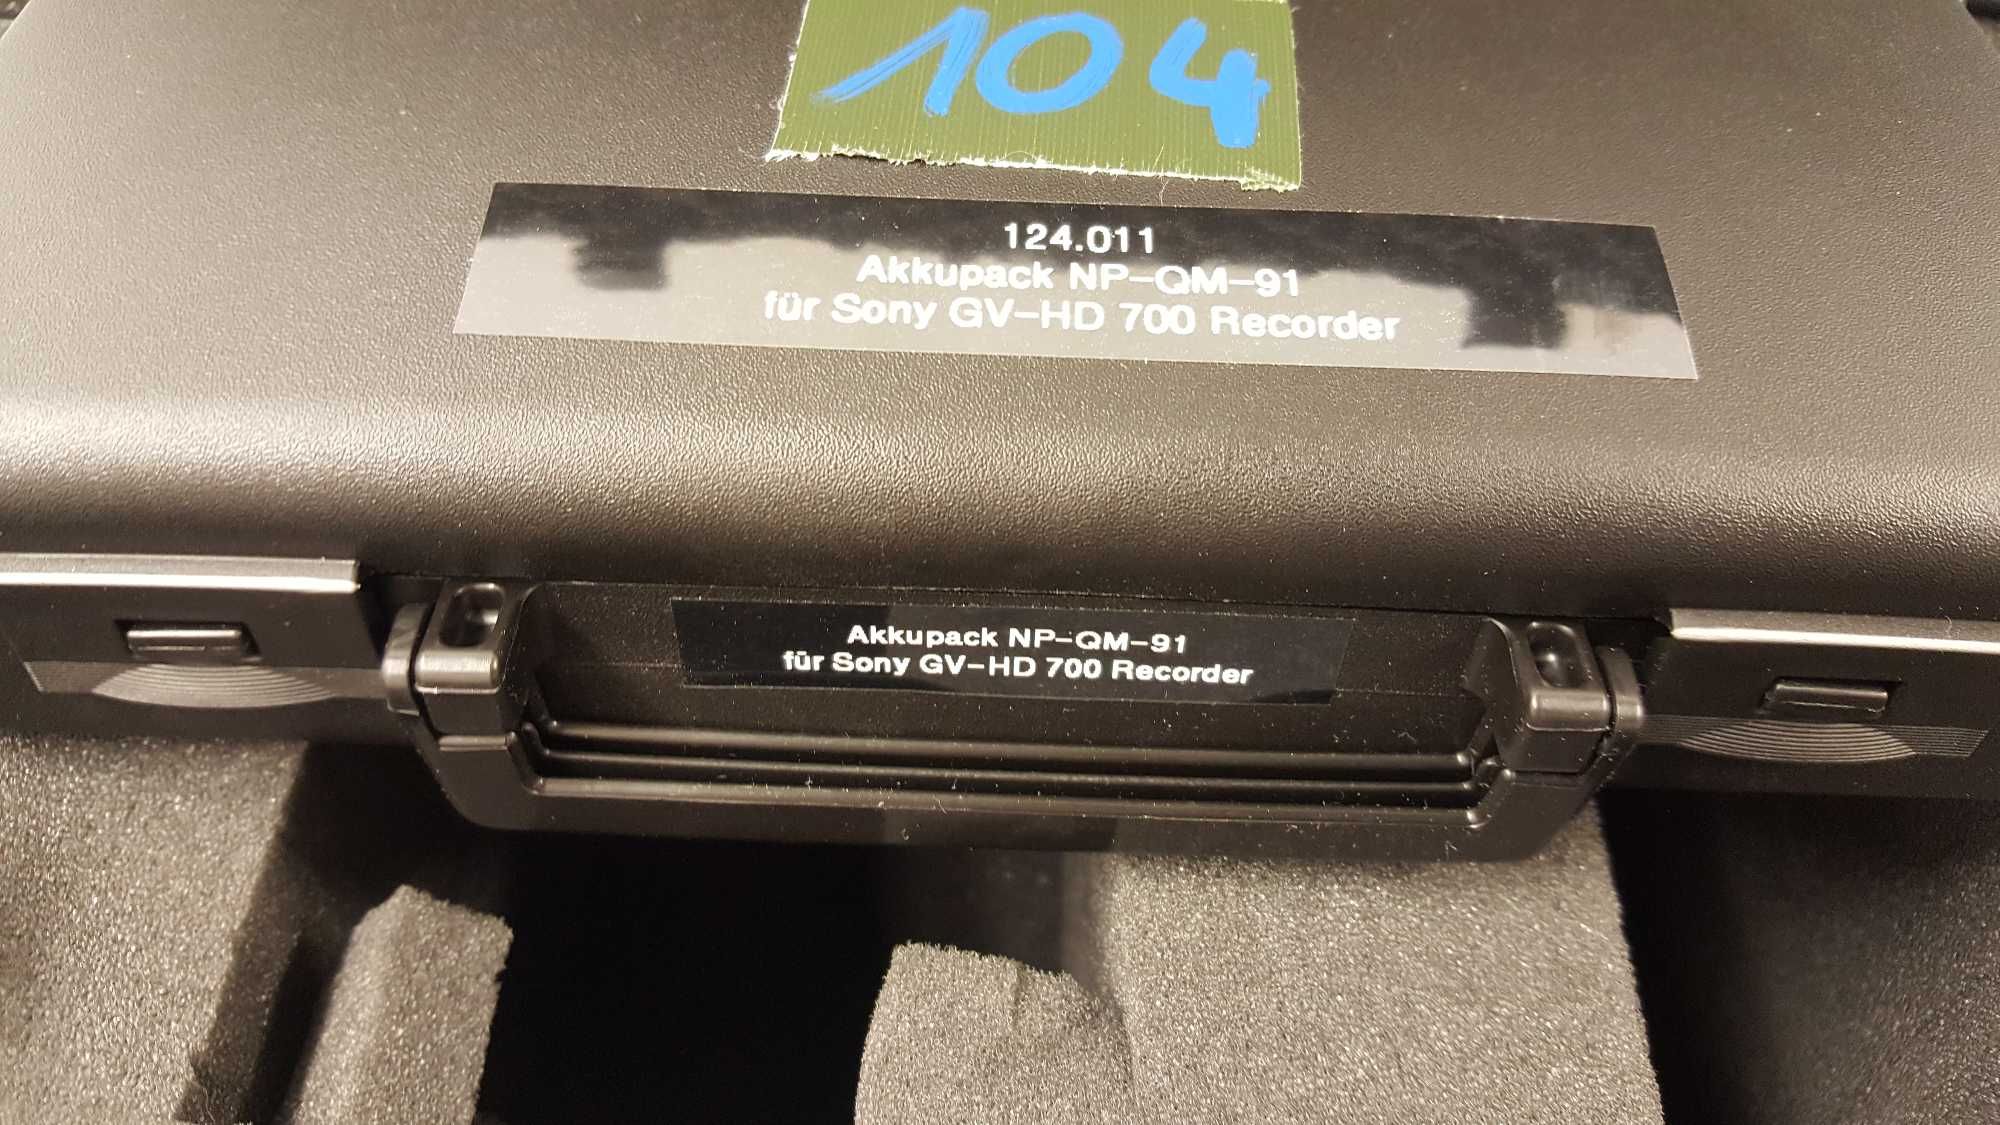 104
124.011
Akkupack NP-QM-91
für Sony GV-HD 700 Recorder
Akkupack NP-QM-91
für Sony GV-HD 700 Recorder